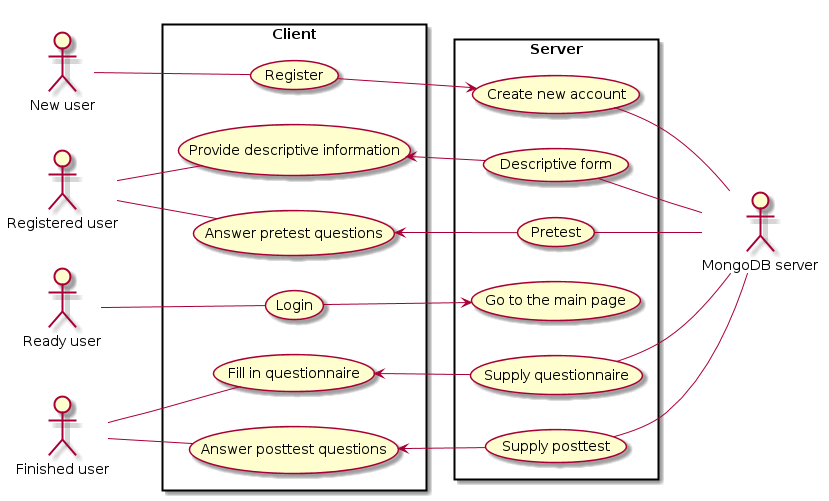 Client
Server
New user
Register
Create new account
Provide descriptive information
Descriptive form
Registered user
Answer pretest questions
Pretest
MongoDB server
Ready user
Login
Go to the main page
Fill in questionnaire
Supply questionnaire
Finished user
Answer posttest questions
Supply posttest